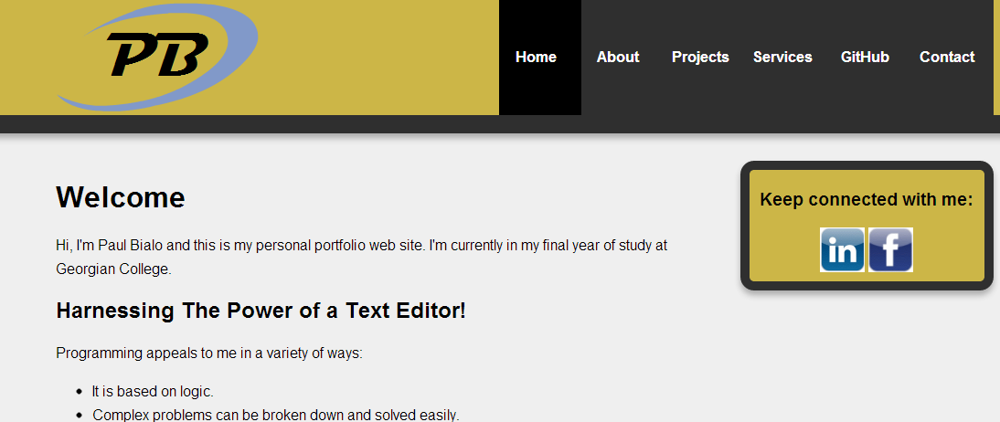 PB
Home About Projects Services GitHub Contact
Welcome
Hi, I'm Paul Bialo and this is my personal portfolio web site. I'm currently in my final year of study at
Georgian College.
Harnessing The Power of a Text Editor!
Programming appeals to me in a variety of ways:
• It is based on logic.
• Complex problems can be broken down and solved easily.
Keep connected with me:
in f